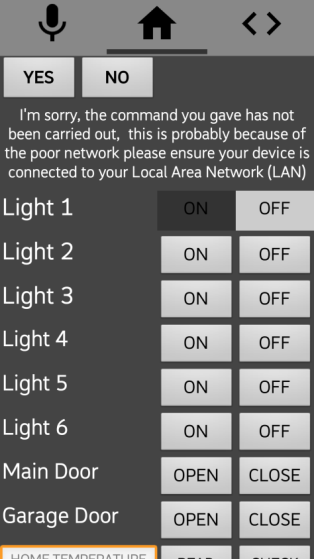 YES NO
I'm sorry, the command you gave has not
been carried out, this is probably because of
the poor network please ensure your device is
connected to your Local Area Network (LAN)
Light 1 ON OFF
Light 2 ON OFF
Light 3 ON OFF
Light 4 ON OFF
Light 5 ON OFF
Light 6 ON OFF
Main Door OPEN CLOSE
Garage Door OPEN CLOSE
HOME TEMPERATURE READ CHECK